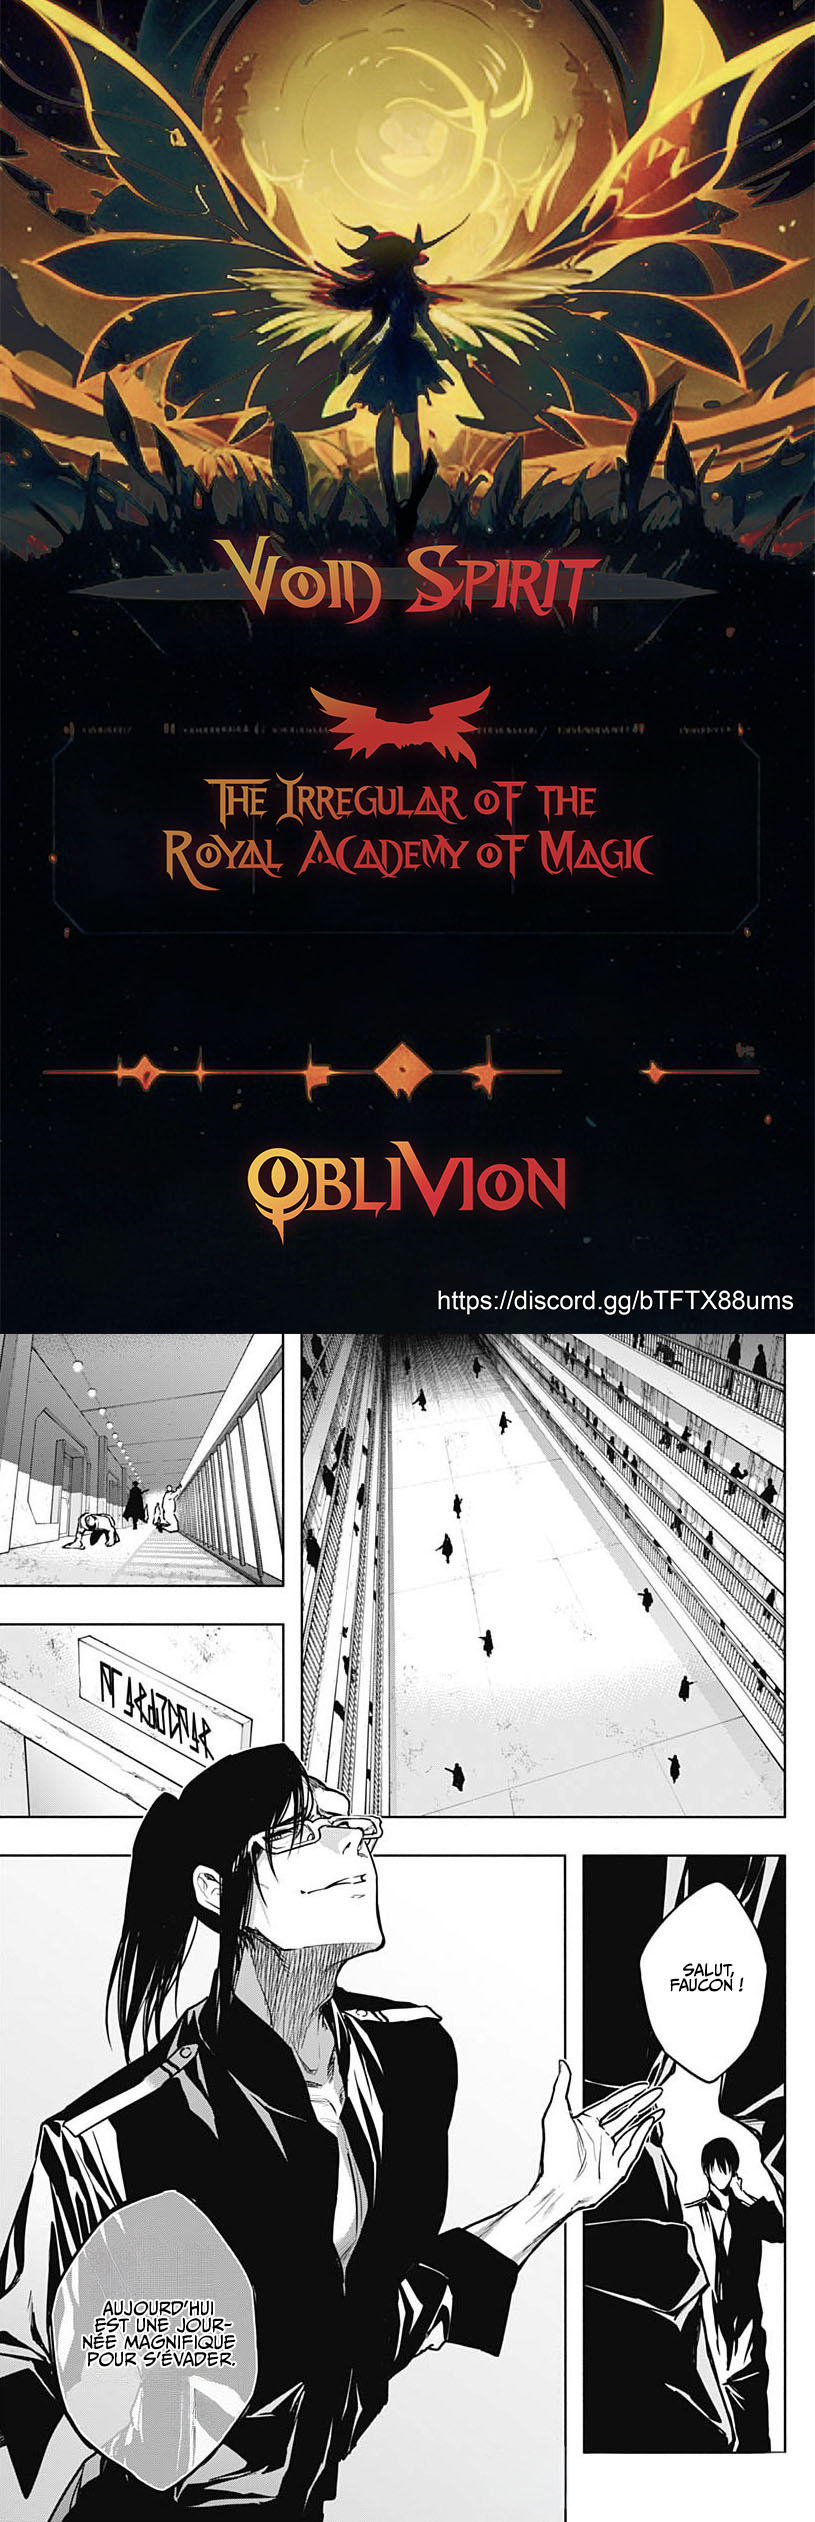 VOID SPIRIT
THE IRREGULAR OF THE
ROYAL ACADEMY OF MAGIC
OBLIVION
https://discord.gg/bTFTX88ums
SALUT,
FAUCON !
AUJOURD'HUI
EST UNE JOUR-
NÉE MAGNIFIQUE
POUR S'ÉVADER.